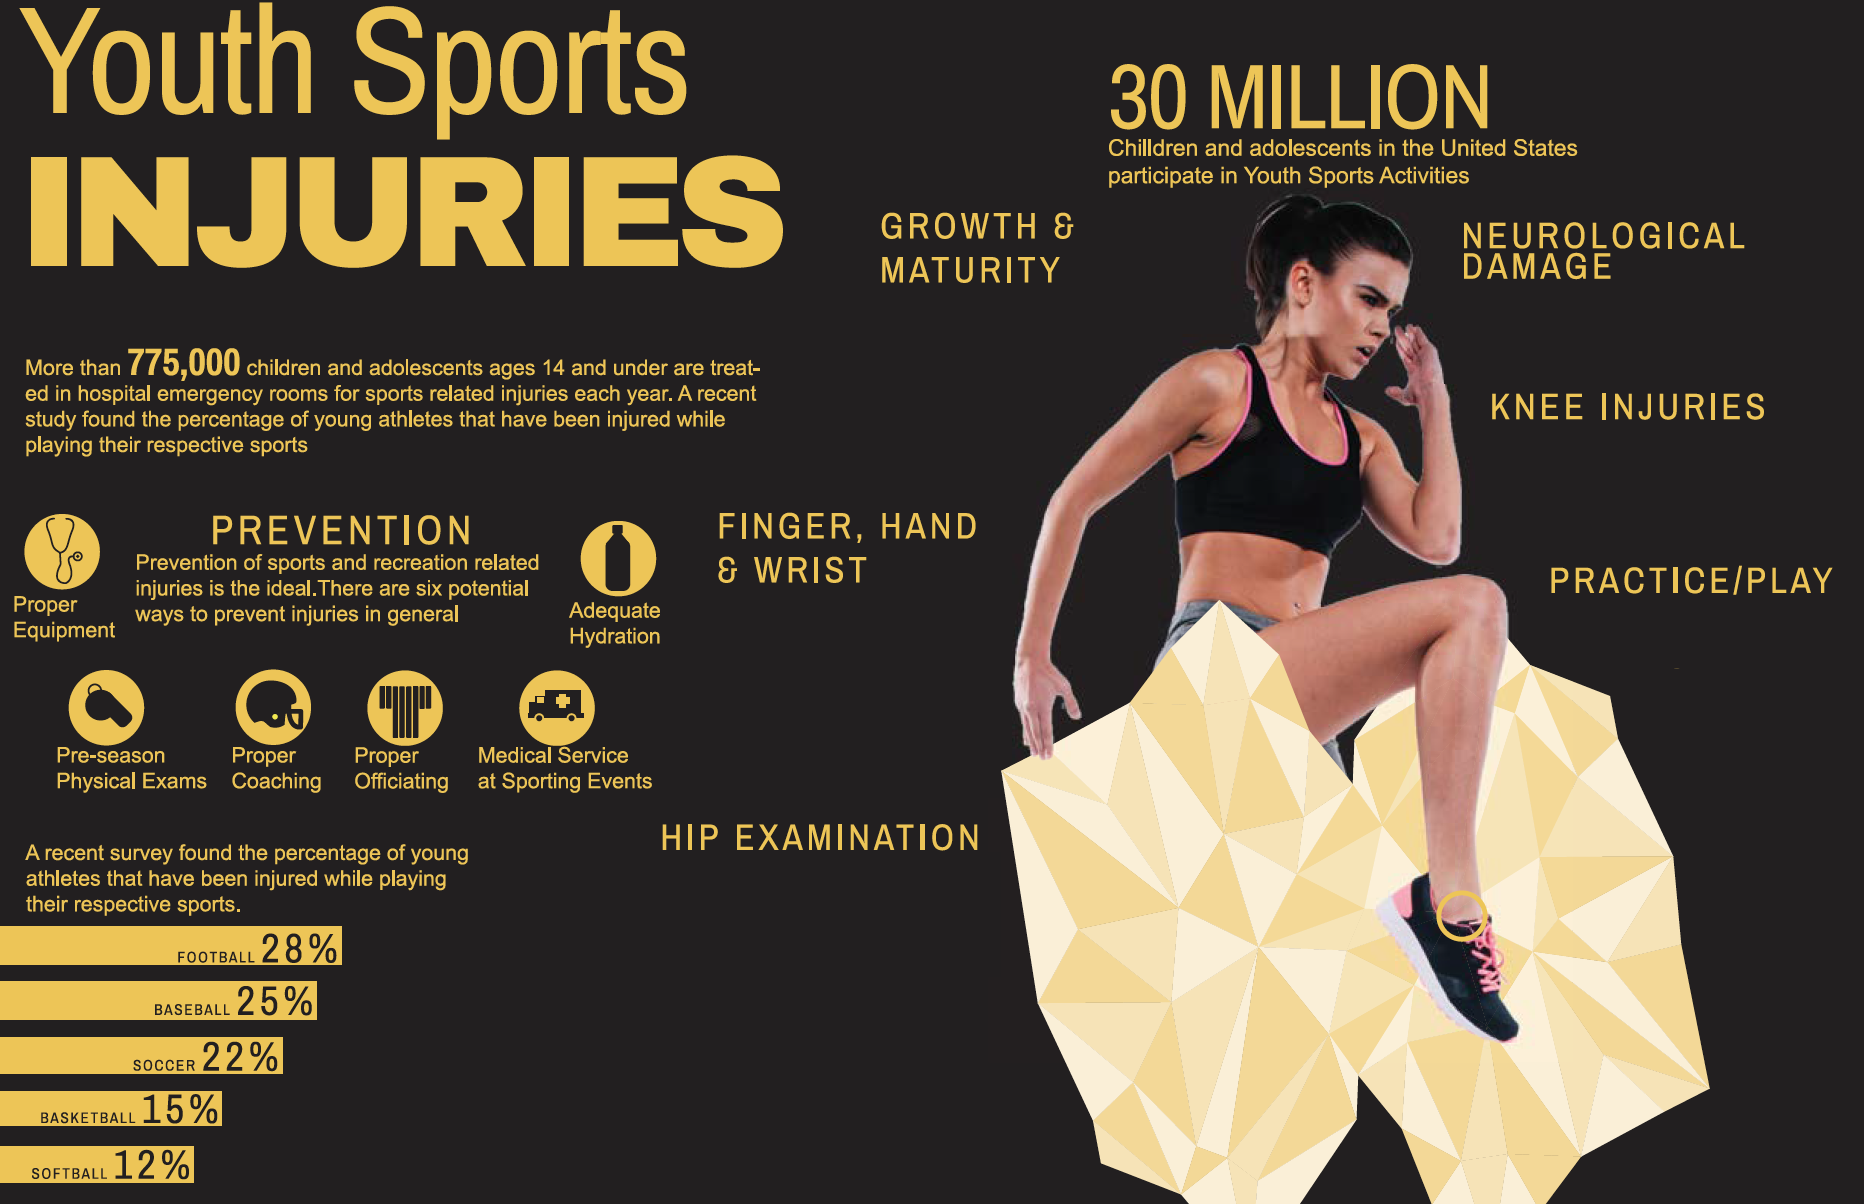 Youth Sports
INJURIES
30 MILLION
Chilldren and adolescents in the United States
participate in Youth Sports Activities
GROWTH &
MATURITY
NEUROLOGICAL
DAMAGE
More than 775,000 children and adolescents ages 14 and under are treat-
ed in hospital emergency rooms for sports related injuries each year. A recent
study found the percentage of young athletes that have been injured while
playing their respective sports
KNEE INJURIES
PREVENTION
Prevention of sports and recreation related
injuries is the ideal.There are six potential
ways to prevent injuries in general
Proper
Equipment
Adequate
Hydration
FINGER, HAND
& WRIST
PRACTICE/PLAY
Pre-season
Physical Exams
Proper
Coaching
Proper
Officiating
Medical Service
at Sporting Events
HIP EXAMINATION
A recent survey found the percentage of young
athletes that have been injured while playing
their respective sports.
FOOTBALL 28%
BASEBALL 25%
SOCCER 22%
BASKETBALL 15%
SOFTBALL 12%